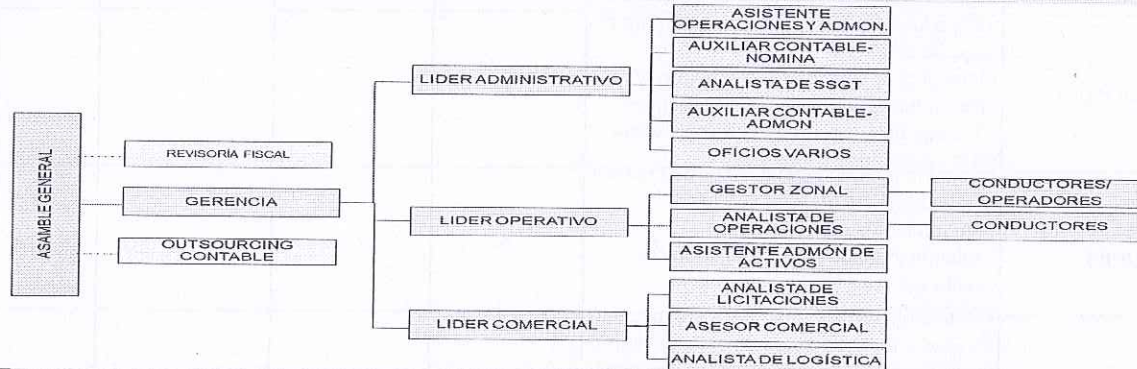 ASAMBLE GENERAL
REVISORÍA FISCAL
GERENCIA
OUTSOURCING
CONTABLE
LIDER ADMINISTRATIVO
ASISTENTE
OPERACIONES Y ADMON.
AUXILIAR CONTABLE-
NOMINA
ANALISTA DE SSGT
AUXILIAR CONTABLE-
ADMON
OFICIOS VARIOS
LIDER OPERATIVO
GESTOR ZONAL
CONDUCTORES/
OPERADORES
ANALISTA DE
OPERACIONES
CONDUCTORES
ASISTENTE ADMÓN DE
ACTIVOS
LIDER COMERCIAL
ANALISTA DE
LICITACIONES
ASESOR COMERCIAL
ANALISTA DE LOGÍSTICA